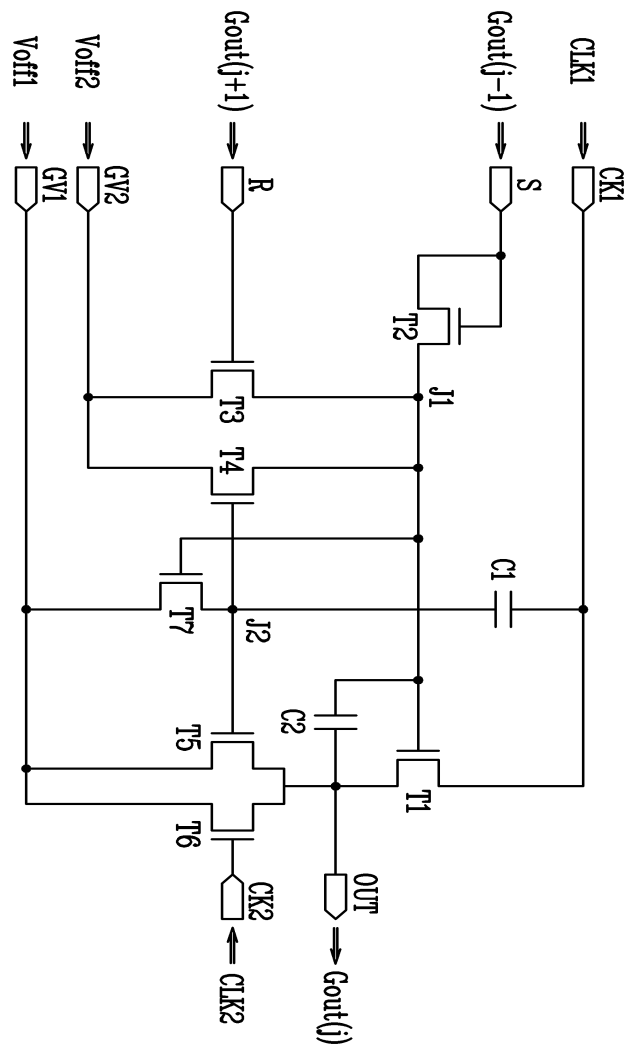 CLK1
CK1
Gout(j-1)
S
T2
J1
C1
T1
C2
OUT
Gout(j)
Gout(j+1)
R
T3
T4
T7
J2
T5
T6
CK2
CLK2
Voff2
GV2
Voff1
GV1